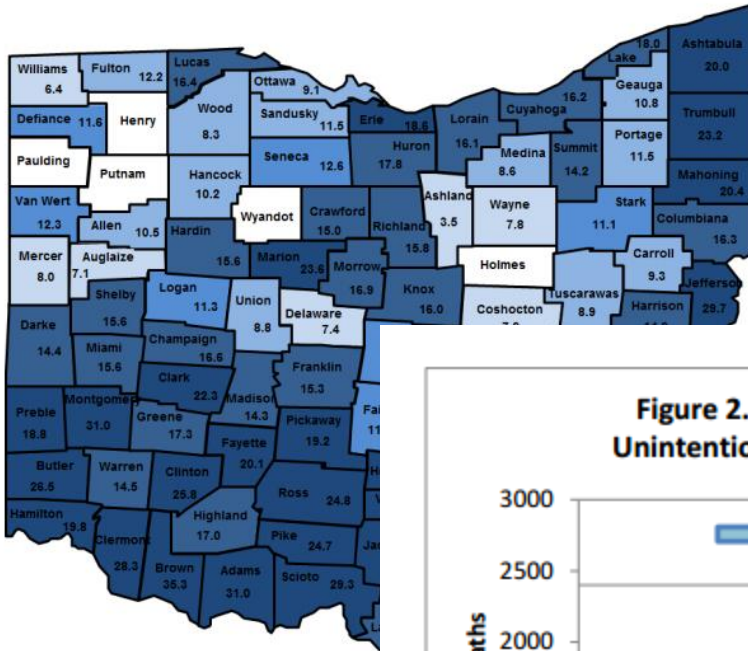 Williams
6.4
Fulton
12.2
Lucas
16.4
Ottawa
9.1
Lake
18.0
Ashtabula
20.0
Geauga
10.8
Defiance 11.6
Henry
Wood
8.3
Sandusky
11.5
Erie
18.6
Lorain
16.1
Cuyahoga
16.2
Trumbull
23.2
Paulding
Putnam
Hancock
10.2
Seneca
12.6
Huron
17.8
Medina
8.6
Summit
14.2
Portage
11.5
Mahoning
20.4
Van Wert
12.3
Allen
10.5
Wyandot
Crawford
15.0
Richland
15.8
Ashland
3.5
Wayne
7.8
Stark
11.1
Columbiana
16.3
Mercer
8.0
Auglaize
7.1
Hardin
15.6
Marion
23.6
Morrow
16.9
Knox
16.0
Holmes
Carroll
9.3
Jefferson
29.7
Shelby
15.6
Logan
11.3
Union
8.8
Delaware
7.4
Coshocton
Tuscarawas
8.9
Harrison
Darke
14.4
Miami
15.6
Champaign
16.6
Clark
22.3
Madison
14.3
Franklin
15.3
Preble
18.8
Montgomery
31.0
Greene
17.3
Fayette
20.1
Pickaway
19.2
Fai
11
Butler
26.5
Warren
14.5
Clinton
25.8
Ross
24.8
Hamilton
19.8
Clermont
28.3
Highland
17.0
Pike
24.7
Brown
35.3
Adams
31.0
Scioto
29.3
Figure 2.
Unintentio
3000
2500
2000
aths